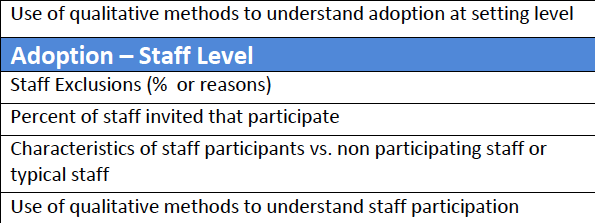 Use of qualitative methods to understand adoption at setting level
Adoption – Staff Level
Staff Exclusions (% or reasons)
Percent of staff invited that participate
Characteristics of staff participants vs. non participating staff or
typical staff
Use of qualitative methods to understand staff participation